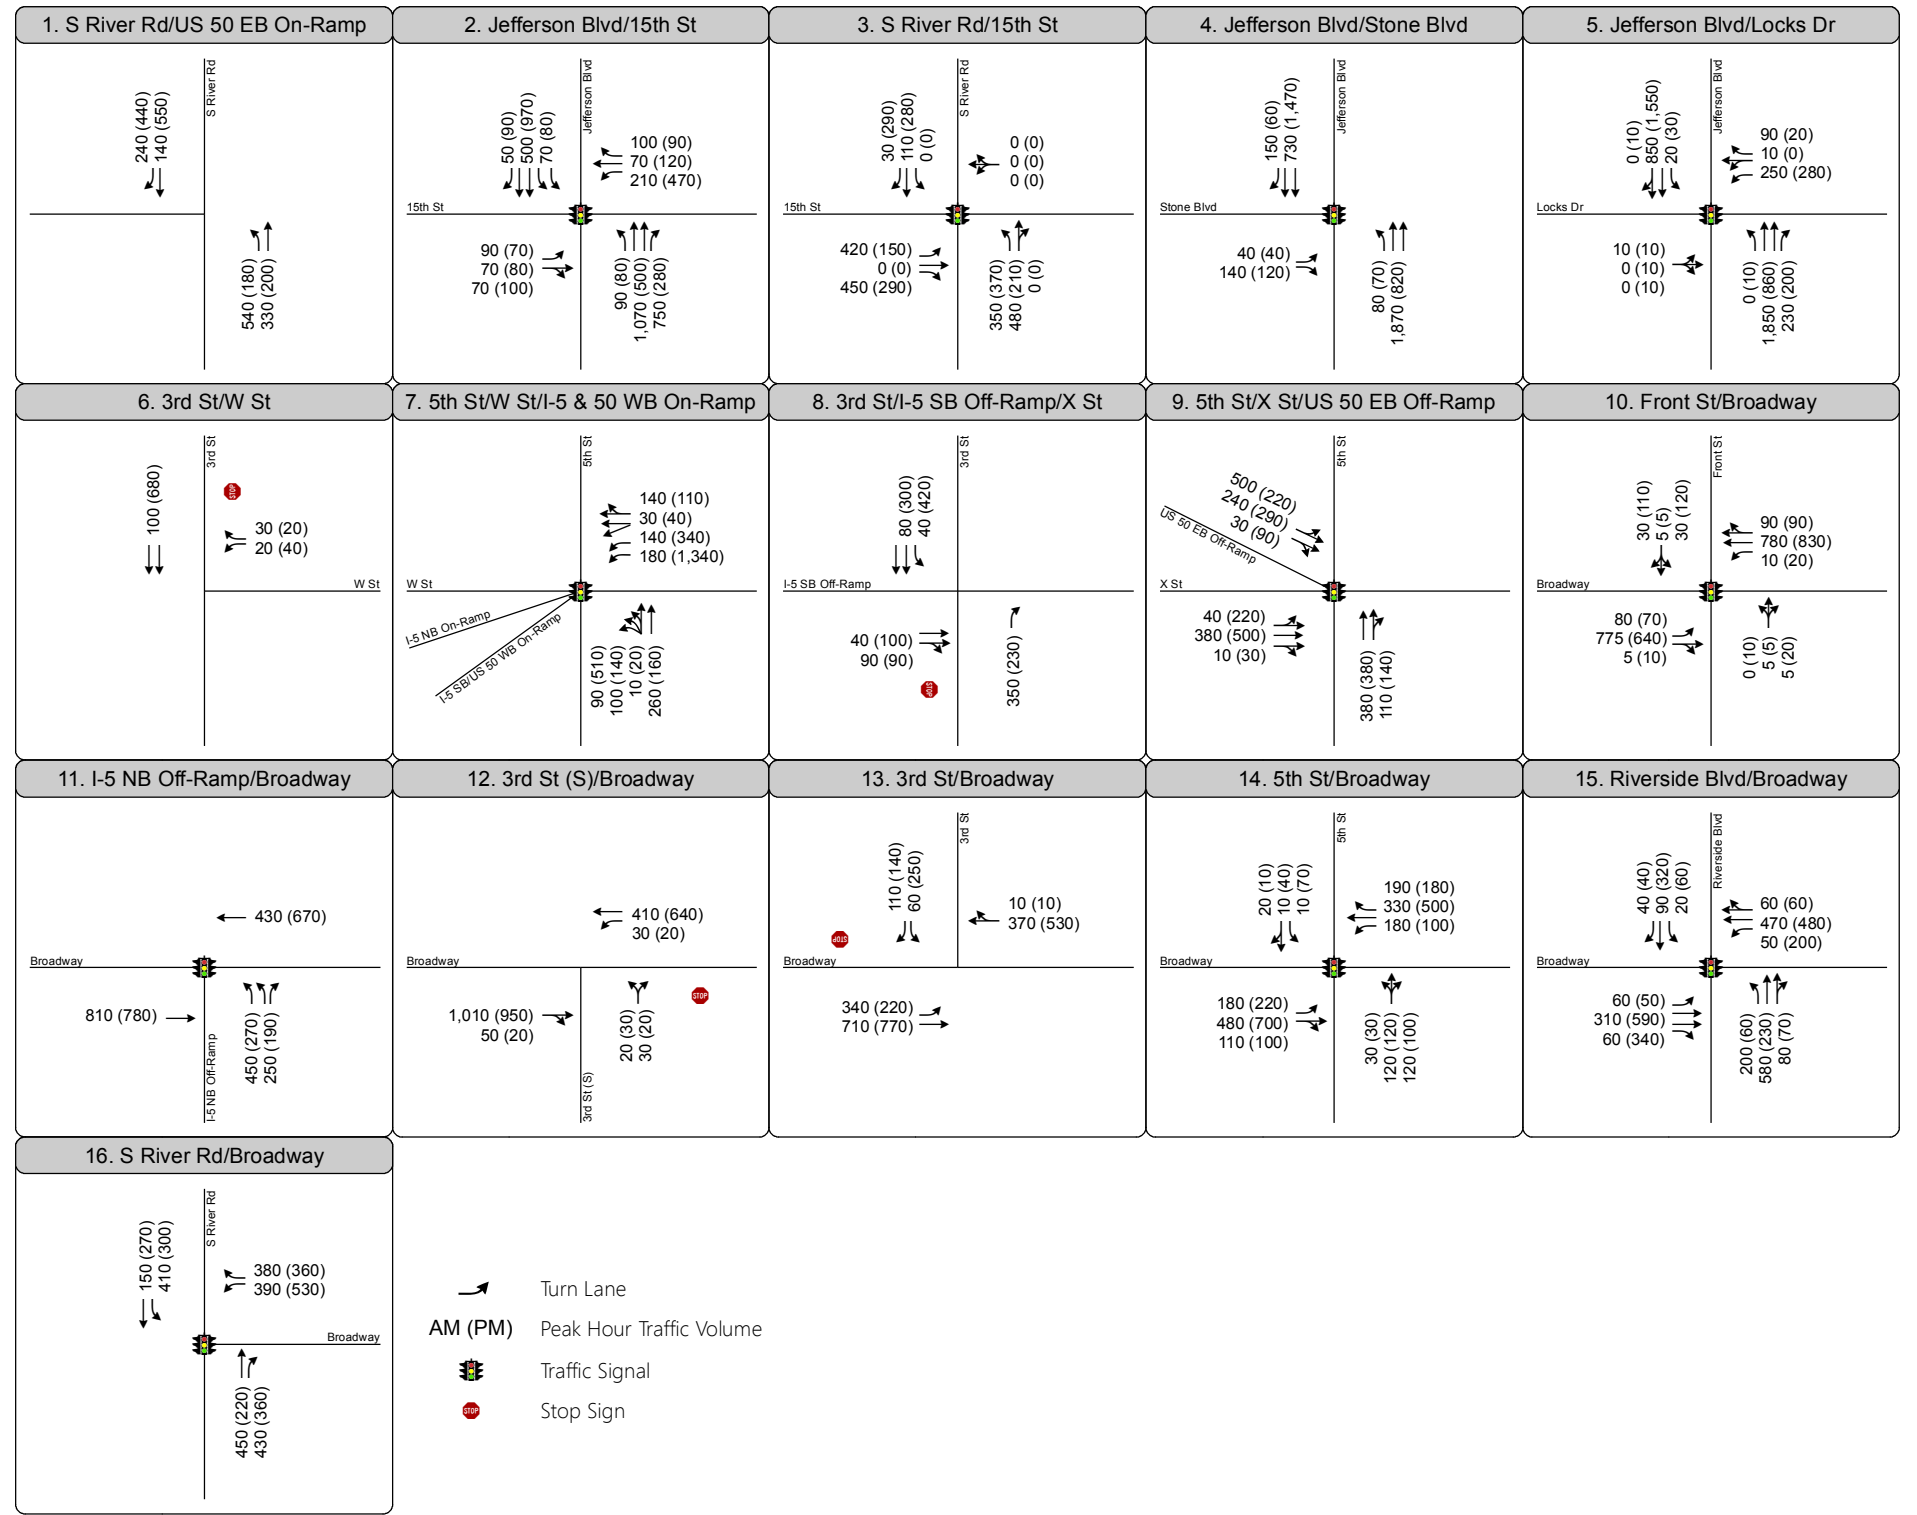 1. S River Rd/US 50 EB On-Ramp
S River Rd
240 (440)
140 (550)
540 (180)
330 (200)
2. Jefferson Blvd/15th St
Jefferson Blvd
50 (90)
500 (970)
70 (80)
100 (90)
70 (120)
210 (470)
15th St
90 (70)
70 (80)
70 (100)
90 (80)
1,070 (500)
750 (280)
3. S River Rd/15th St
S River Rd
30 (290)
110 (280)
0 (0)
0 (0)
0 (0)
0 (0)
15th St
420 (150)
0 (0)
450 (290)
350 (370)
480 (210)
0 (0)
4. Jefferson Blvd/Stone Blvd
Jefferson Blvd
150 (60)
730 (1,470)
Stone Blvd
40 (40)
140 (120)
80 (70)
1,870 (820)
5. Jefferson Blvd/Locks Dr
Jefferson Blvd
0 (10)
850 (1,550)
20 (30)
90 (20)
10 (0)
250 (280)
Locks Dr
10 (10)
0 (10)
0 (10)
0 (10)
1,850 (860)
230 (200)
6. 3rd St/W St
3rd St
100 (680)
STOP
30 (20)
20 (40)
W St
7. 5th St/W St/I-5 & 50 WB On-Ramp
5th St
140 (110)
30 (40)
140 (340)
180 (1,340)
W St
I-5 NB On-Ramp
I-5 SB/US 50 WB On-Ramp
90 (510)
100 (140)
10 (20)
260 (160)
8. 3rd St/I-5 SB Off-Ramp/X St
3rd St
80 (300)
40 (420)
I-5 SB Off-Ramp
40 (100)
90 (90)
STOP
350 (230)
9. 5th St/X St/US 50 EB Off-Ramp
5th St
500 (220)
240 (290)
30 (90)
US 50 EB Off-Ramp
X St
40 (220)
380 (500)
10 (30)
380 (380)
110 (140)
10. Front St/Broadway
Front St
30 (110)
5 (5)
30 (120)
90 (90)
780 (830)
10 (20)
Broadway
80 (70)
775 (640)
5 (10)
0 (10)
5 (5)
5 (20)
11. I-5 NB Off-Ramp/Broadway
430 (670)
Broadway
810 (780)
I-5 NB Off-Ramp
450 (270)
250 (190)
12. 3rd St (S)/Broadway
410 (640)
30 (20)
Broadway
1,010 (950)
50 (20)
3rd St (S)
20 (30)
30 (20)
STOP
13. 3rd St/Broadway
3rd St
110 (140)
60 (250)
10 (10)
370 (530)
STOP
Broadway
340 (220)
710 (770)
14. 5th St/Broadway
5th St
20 (10)
10 (40)
10 (70)
190 (180)
330 (500)
180 (100)
Broadway
180 (220)
480 (700)
110 (100)
30 (30)
120 (120)
120 (100)
15. Riverside Blvd/Broadway
Riverside Blvd
40 (40)
90 (320)
20 (60)
60 (60)
470 (480)
50 (200)
Broadway
60 (50)
310 (590)
60 (340)
200 (60)
580 (230)
80 (70)
16. S River Rd/Broadway
S River Rd
150 (270)
410 (300)
380 (360)
390 (530)
Broadway
450 (220)
430 (360)
Turn Lane
AM (PM) Peak Hour Traffic Volume
Traffic Signal
STOP Stop Sign